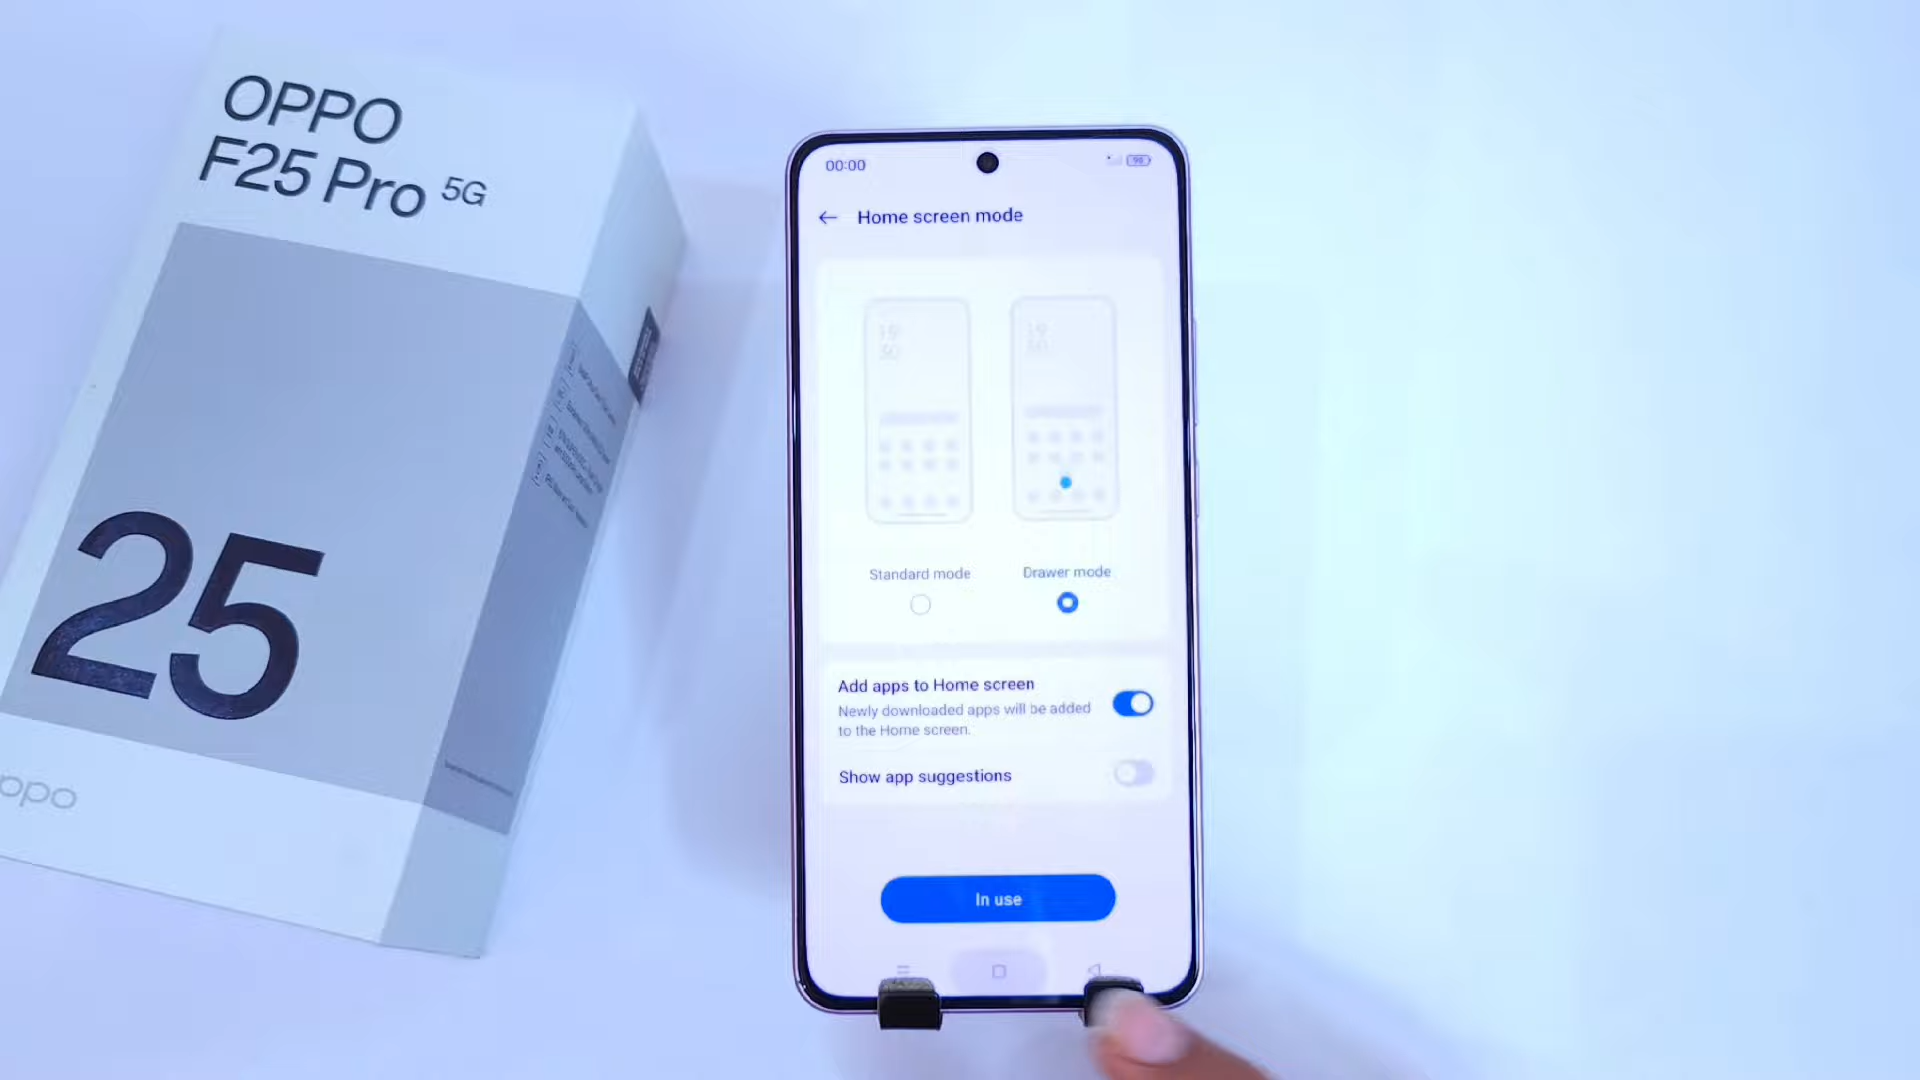 OPPO
F25 Pro 5G
25
oppo
00:00
Home screen mode
Standard mode
Drawer mode
Add apps to Home screen
Newly downloaded apps will be added
to the Home screen.
Show app suggestions
In use